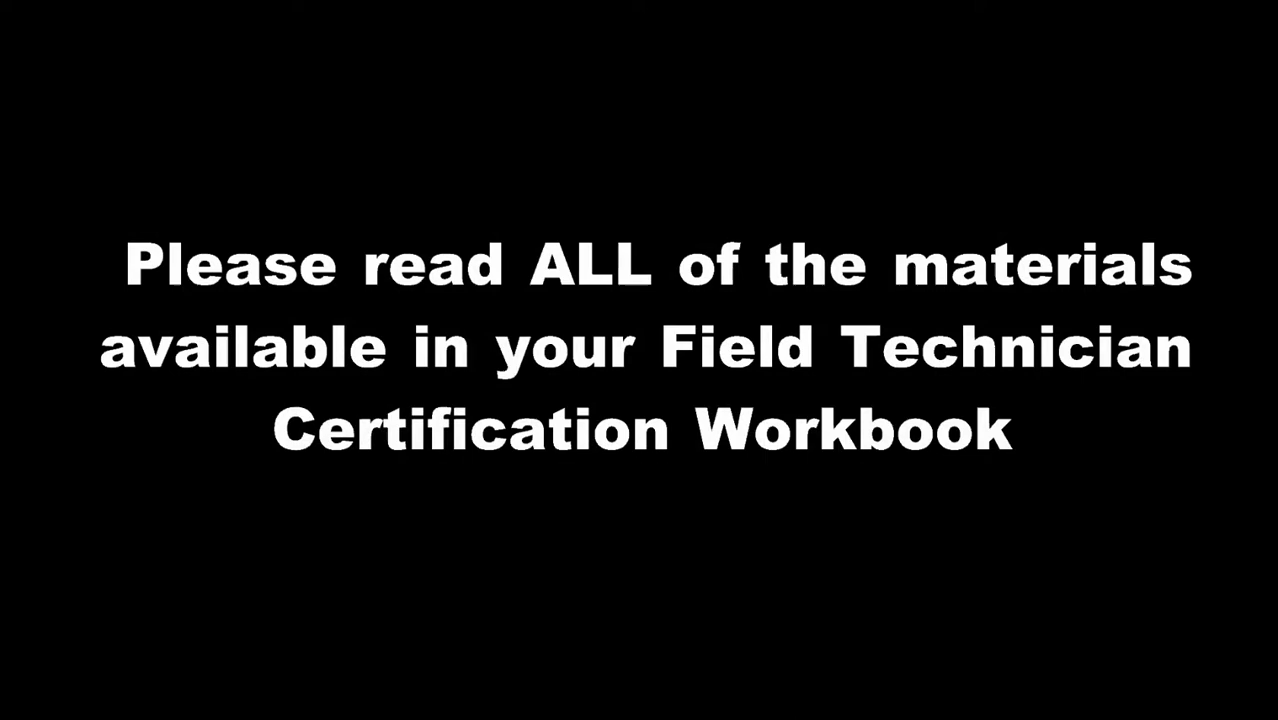 Please read ALL of the materials
available in your Field Technician
Certification Workbook